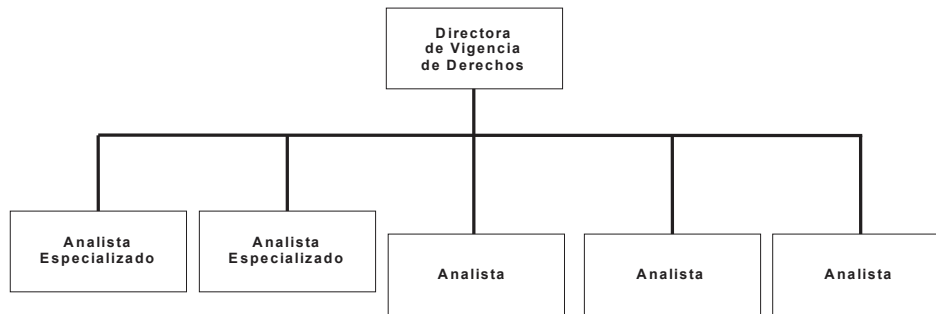 Directora
de Vigencia
de Derechos
Analista
Especializado
Analista
Especializado
Analista
Analista
Analista